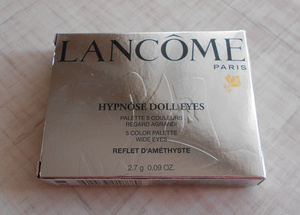 LANCÔME
PARIS
HYPNÔSE DOLL EYES
PALETTE 5 COULEURS
REGARD AGRANDI
5 COLOR PALETTE
WIDE EYES
REFLET D'AMÉTHYSTE
2.7 g 0.09 OZ.